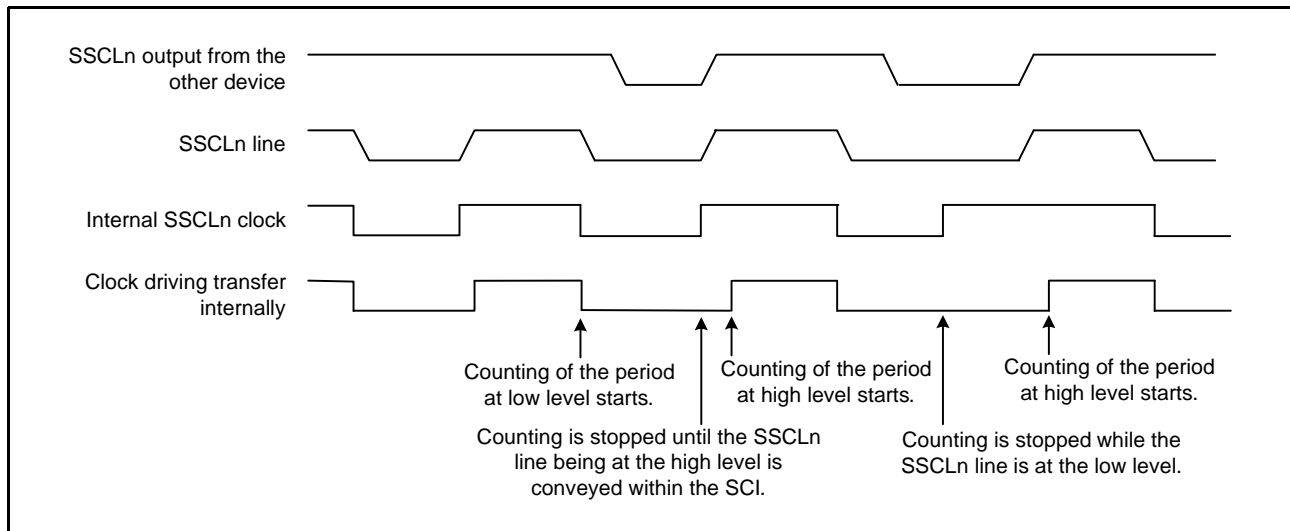 SSCLn output from the
other device
SSCLn line
Internal SSCLn clock
Clock driving transfer
internally
Counting of the period
at low level starts.
Counting of the period
at high level starts.
Counting of the period
at high level starts.
Counting is stopped until the SSCLn
line being at the high level is
conveyed within the SCI.
Counting is stopped while the
SSCLn line is at the low level.